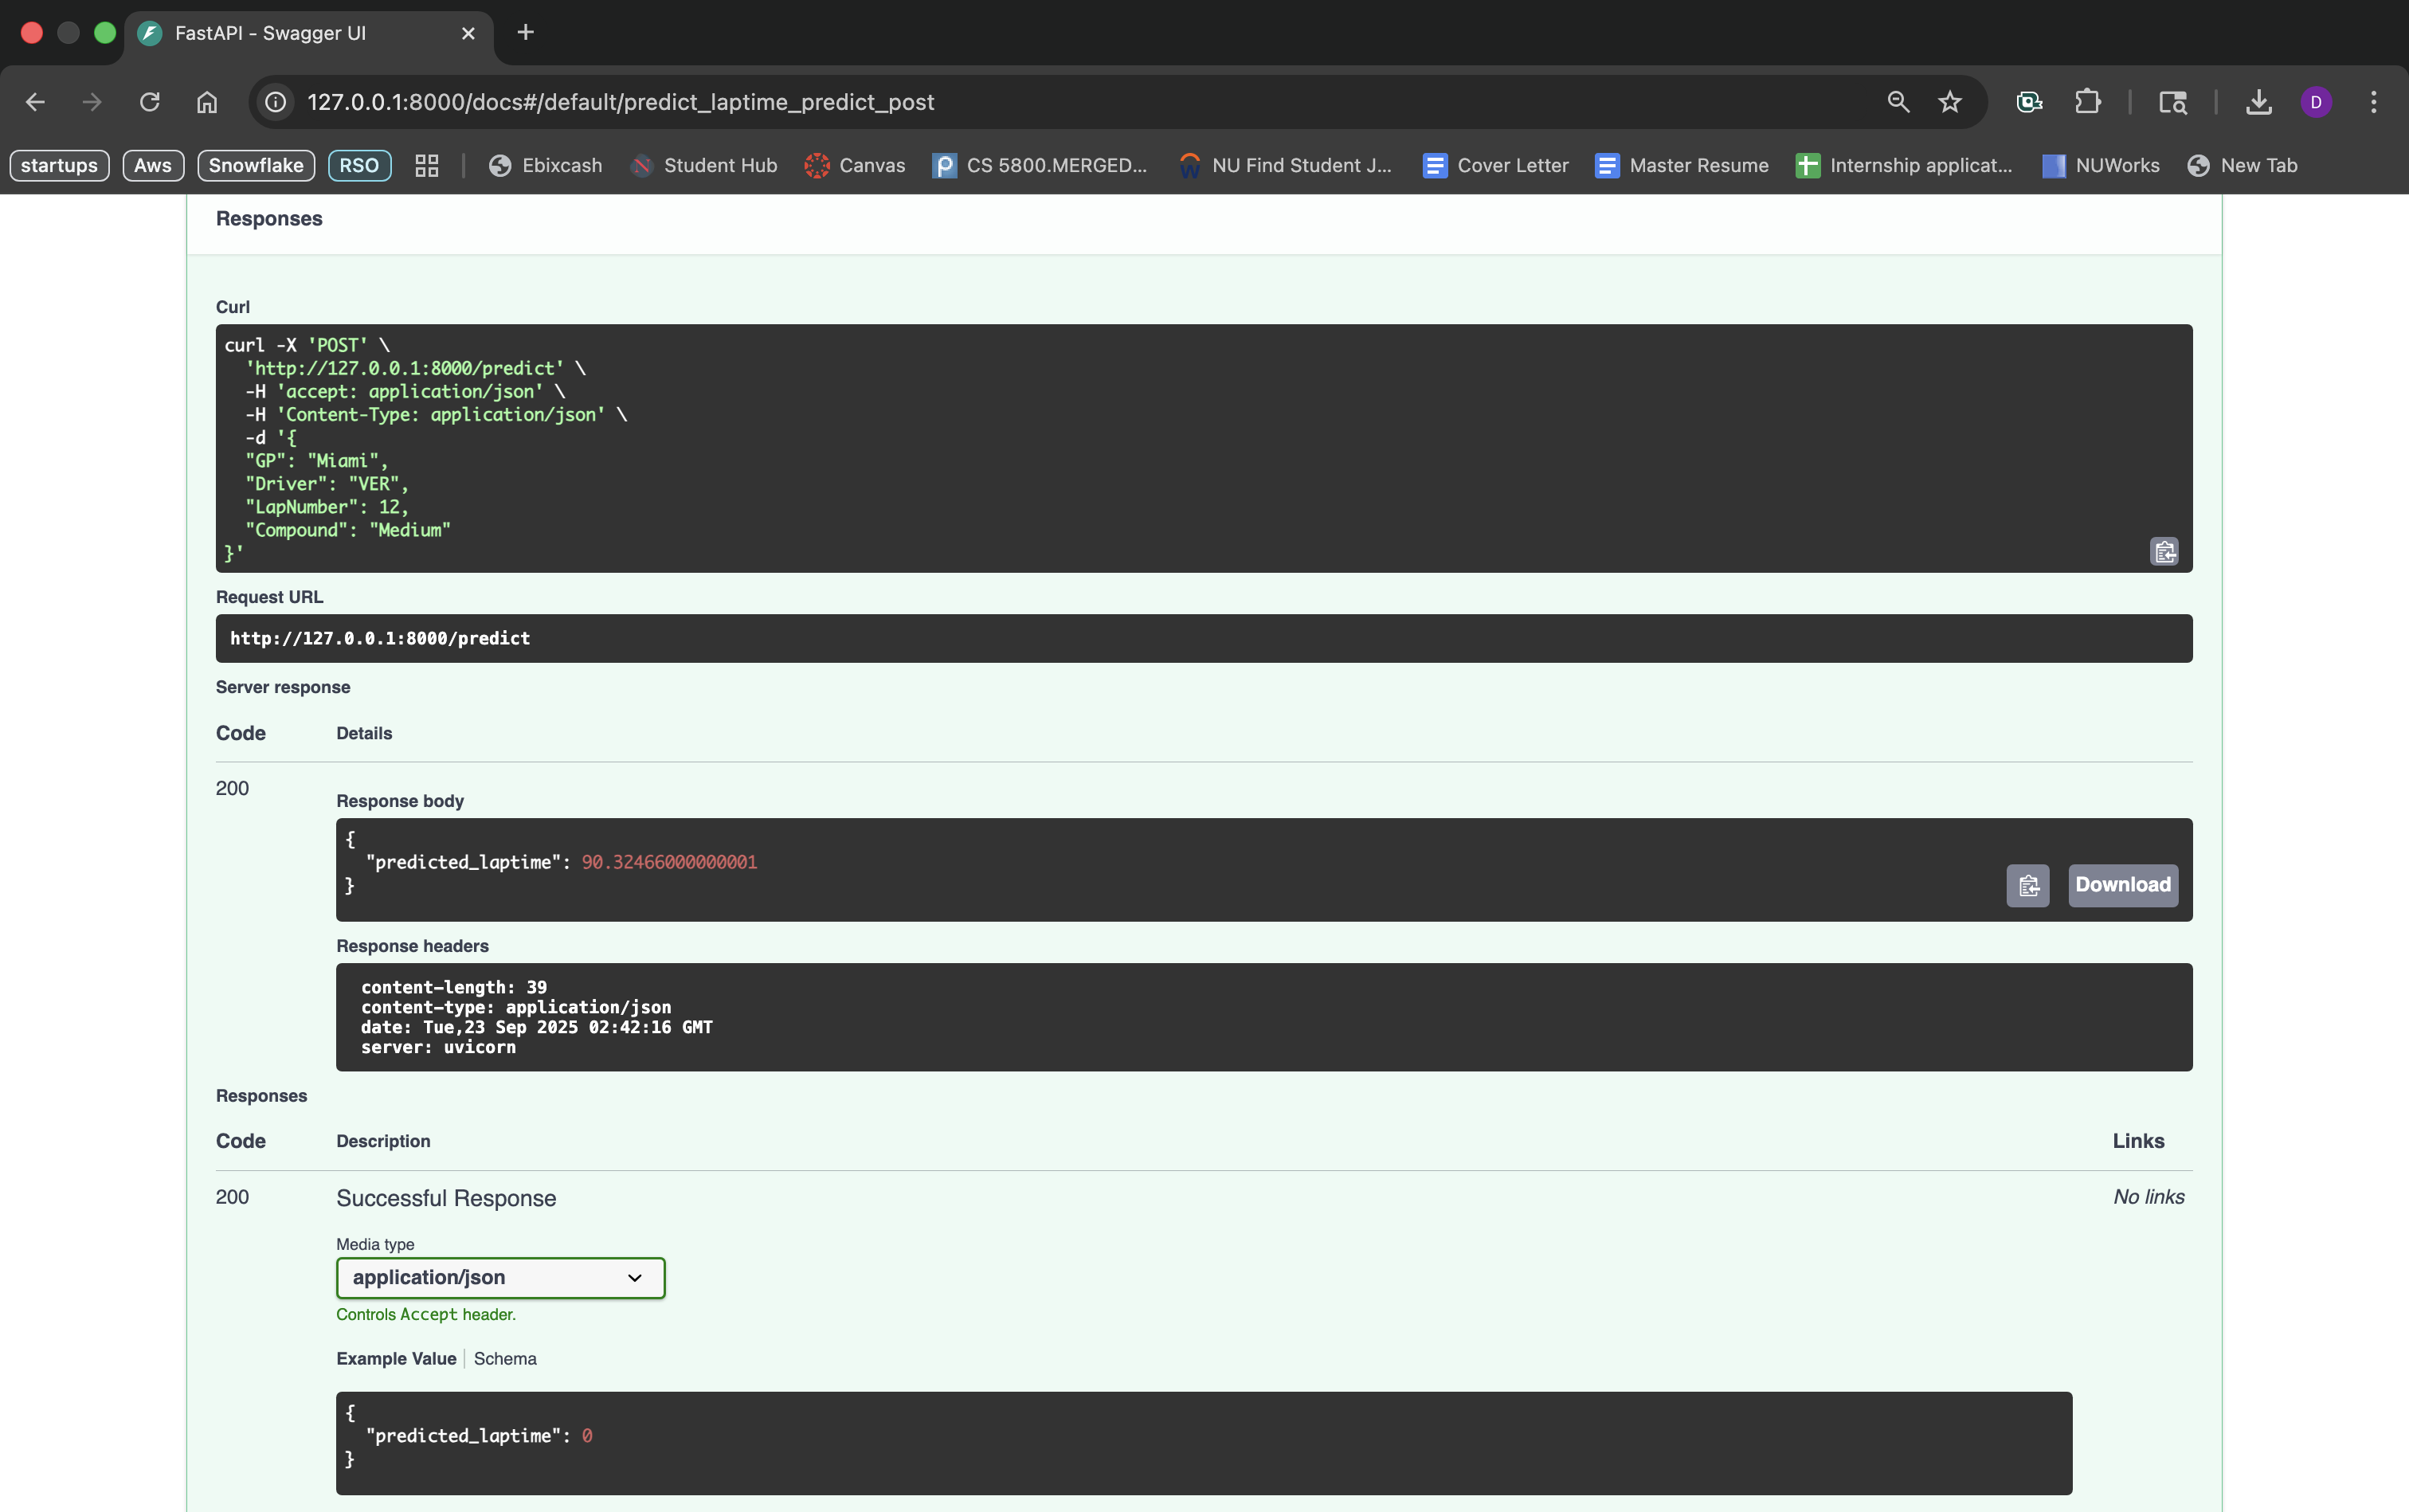 FastAPI - Swagger UI
127.0.0.1:8000/docs#/default/predict_laptime_predict_post
D
startups Aws Snowflake RSO Ebixcash Student Hub Canvas CS 5800.MERGED... NU Find Student J... Cover Letter Master Resume Internship applicat... NUWorks New Tab
Responses
Curl
curl -X 'POST' \
'http://127.0.0.1:8000/predict' \
-H 'accept: application/json' \
-H 'Content-Type: application/json' \
-d '{
"GP": "Miami",
"Driver": "VER",
"LapNumber": 12,
"Compound": "Medium"
}'
Request URL
http://127.0.0.1:8000/predict
Server response
Code Details
200
Response body
{
"predicted_laptime": 90.32466000000001
}
Download
Response headers
content-length: 39
content-type: application/json
date: Tue,23 Sep 2025 02:42:16 GMT
server: uvicorn
Responses
Code Description Links
200 Successful Response No links
Media type
application/json
Controls Accept header.
Example Value Schema
{
"predicted_laptime": 0
}